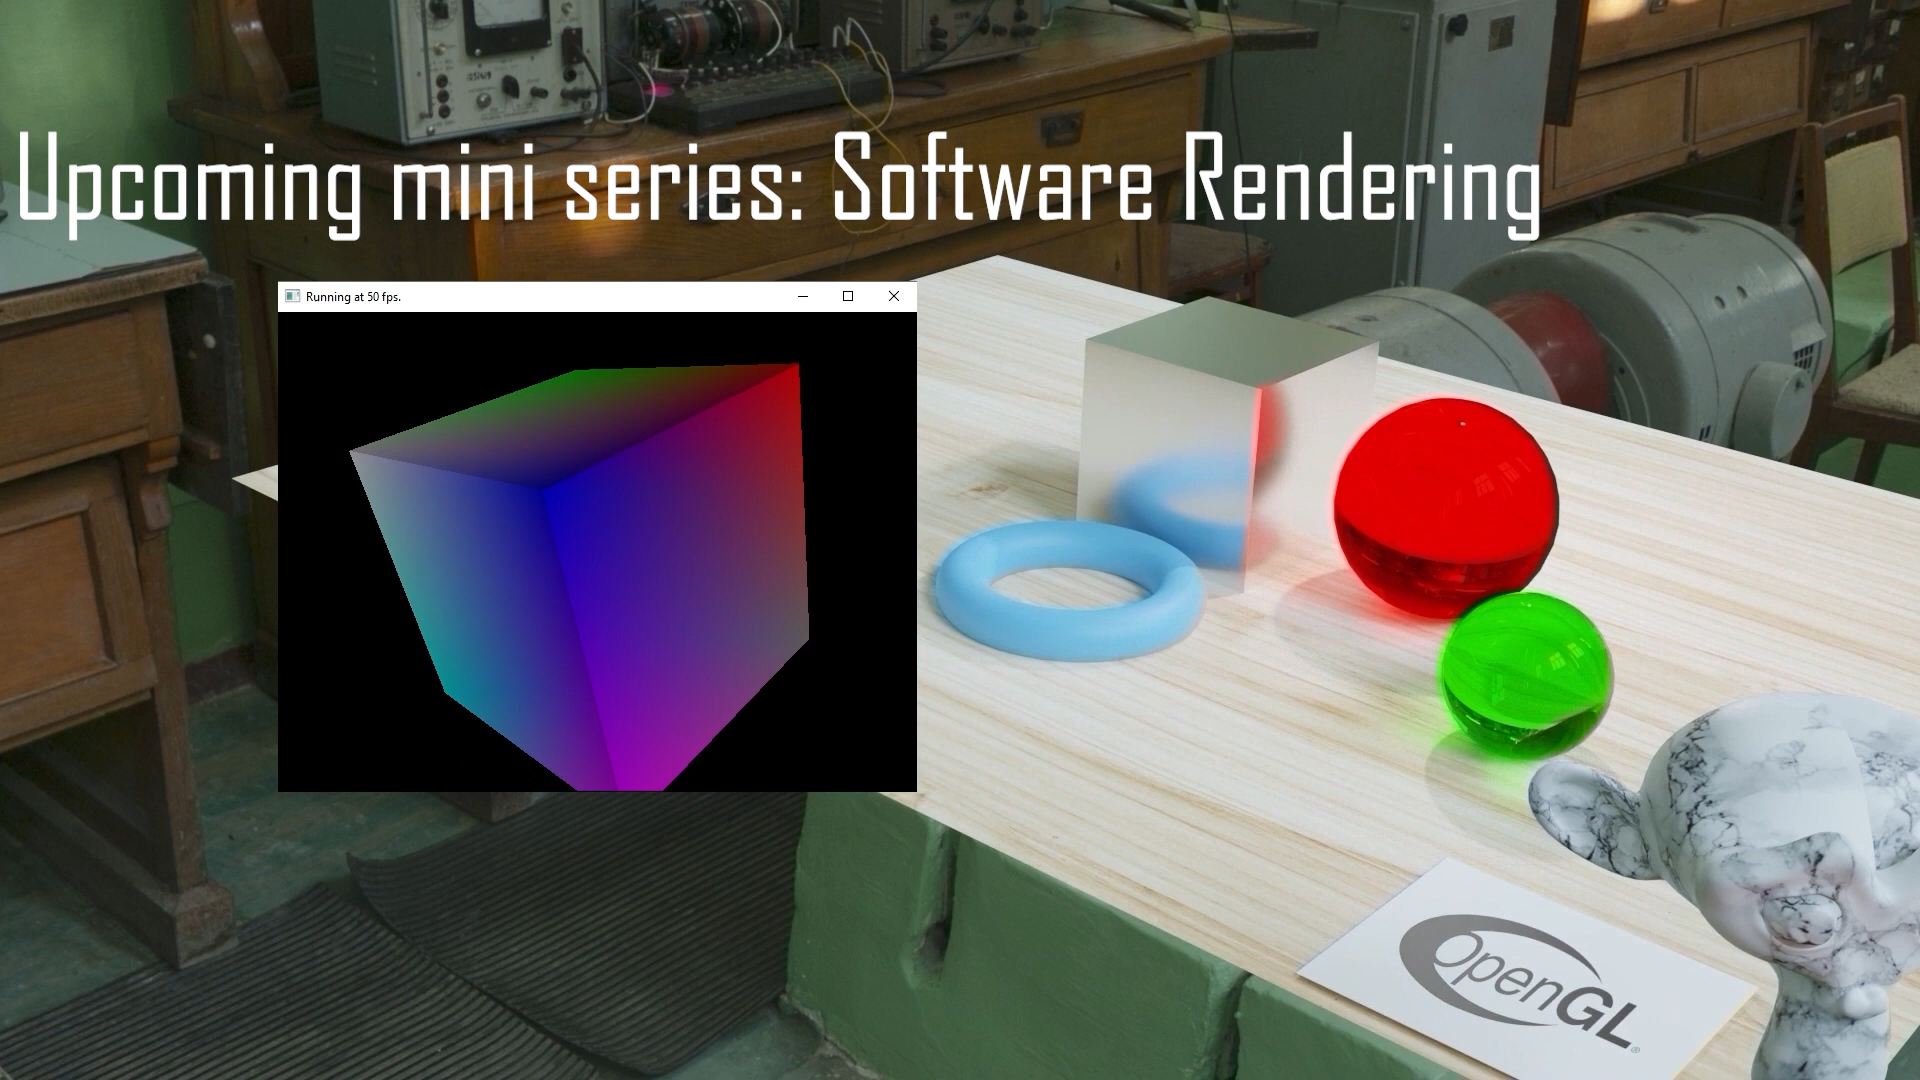 Upcoming mini series: Software Rendering
Running at 50 fps.
OpenGL®